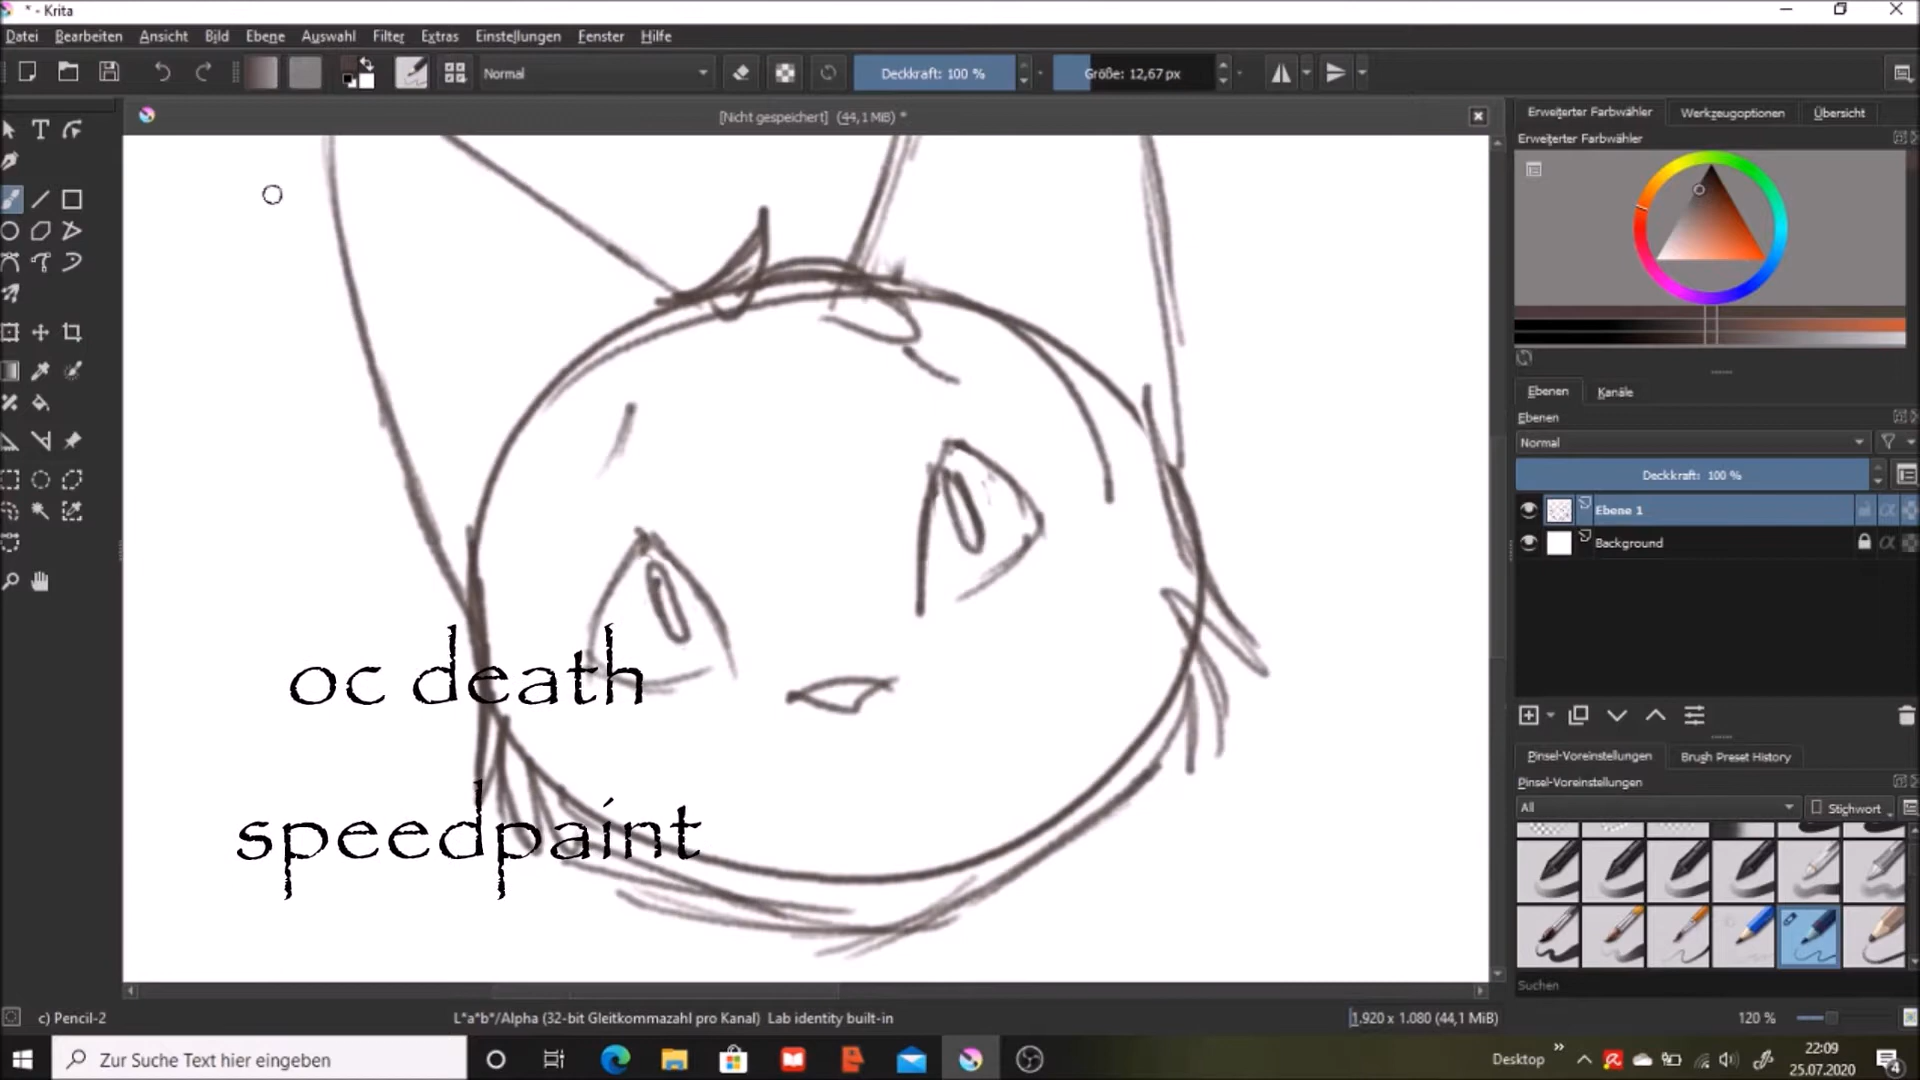 * - Krita
Datei Bearbeiten Ansicht Bild Ebene Auswahl Filter Extras Einstellungen Fenster Hilfe
Normal Deckkraft: 100 % Größe: 12,67 px
[Nicht gespeichert] (44,1 MiB) *
Erweiterter Farbwähler Werkzeugoptionen Übersicht
Erweiterter Farbwähler
Ebenen Kanäle
Ebenen
Normal
Deckkraft: 100 %
Ebene 1
Background
oc death
speedpaint
Pinsel-Voreinstellungen Brush Preset History
Pinsel-Voreinstellungen
All Stichwort
Suchen
c) Pencil-2 L*a*b*/Alpha (32-bit Gleitkommazahl pro Kanal) Lab identity built-in 1.920 x 1.080 (44,1 MiB) 120 %
Zur Suche Text hier eingeben
Desktop » 22:09
25.07.2020
4